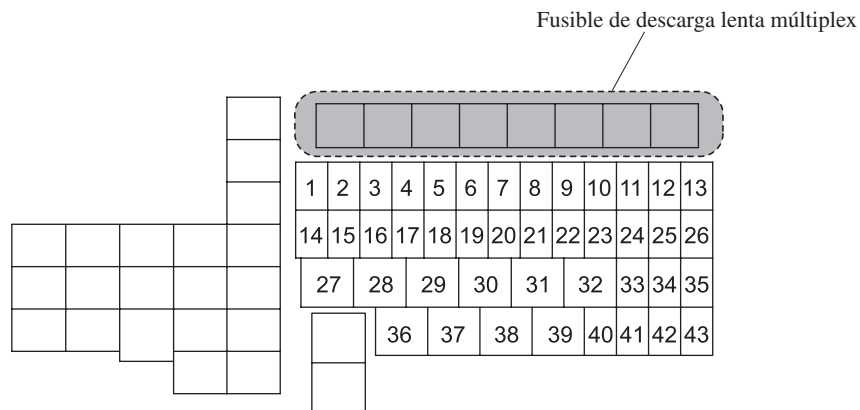 Fusible de descarga lenta múltiplex
1 2 3 4 5 6 7 8 9 10 11 12 13
14 15 16 17 18 19 20 21 22 23 24 25 26
27 28 29 30 31 32 33 34 35
36 37 38 39 40 41 42 43